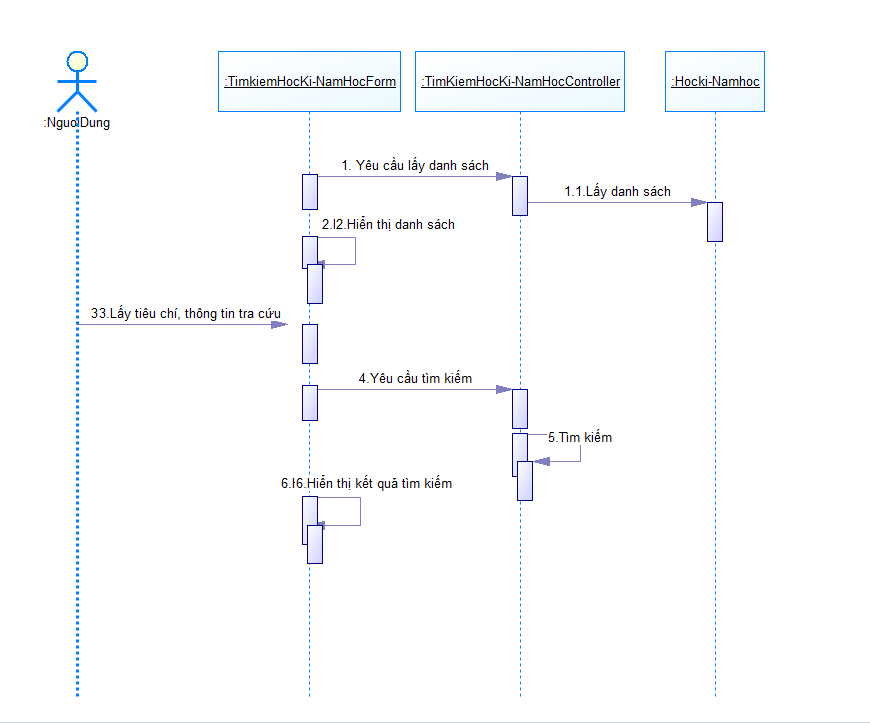 :NguoiDung
:TimkiemHocKi-NamHocForm
:TimKiemHocKi-NamHocController
:Hocki-Namhoc
1. Yêu cầu lấy danh sách
1.1.Lấy danh sách
2.I2.Hiển thị danh sách
33.Lấy tiêu chí, thông tin tra cứu
4.Yêu cầu tìm kiếm
5.Tìm kiếm
6.I6.Hiển thị kết quả tìm kiếm